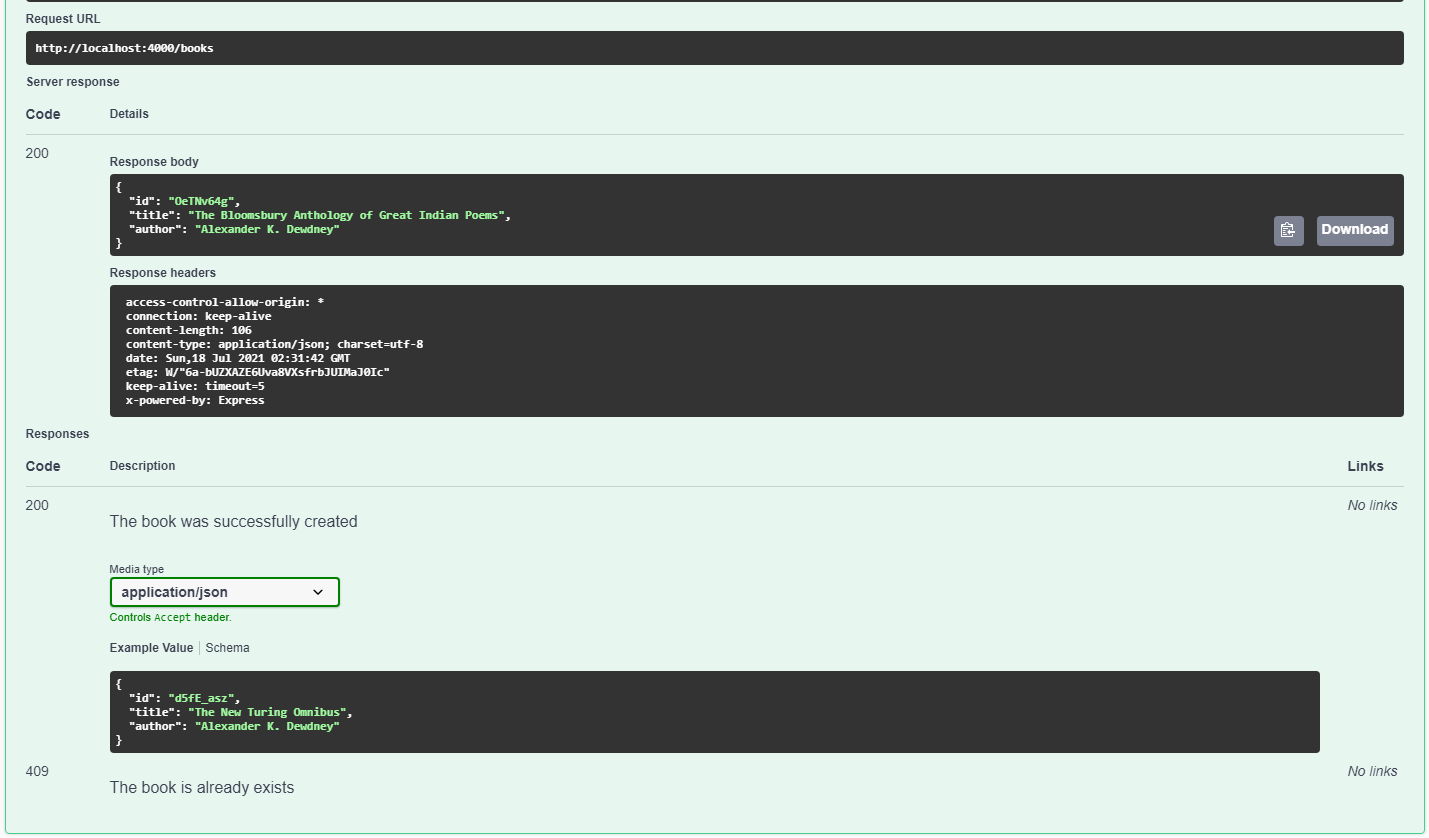 Request URL
http://localhost:4000/books
Server response
Code Details
200
Response body
{
"id": "OeTNv64g",
"title": "The Bloomsbury Anthology of Great Indian Poems",
"author": "Alexander K. Dewdney"
}
Download
Response headers
access-control-allow-origin: *
connection: keep-alive
content-length: 106
content-type: application/json; charset=utf-8
date: Sun,18 Jul 2021 02:31:42 GMT
etag: W/"6a-bUZXAZE6Uva8VXsfrbJUIMaJ0Ic"
keep-alive: timeout=5
x-powered-by: Express
Responses
Code Description Links
200 No links
The book was successfully created
Media type
application/json
Controls Accept header.
Example Value Schema
{
"id": "d5fE_asz",
"title": "The New Turing Omnibus",
"author": "Alexander K. Dewdney"
}
409 No links
The book is already exists